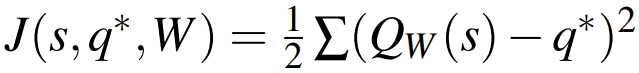 J(s, q*, W) = ½ ∑(Q_W(s) − q*)²